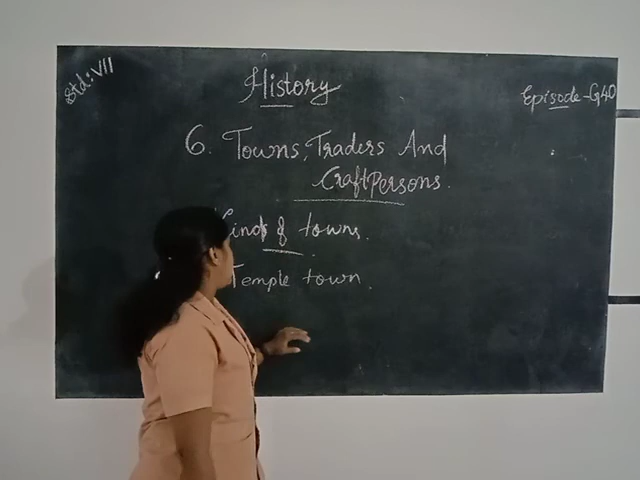 Std: VII
History
Episode-G40
6. Towns, Traders And
CraftPersons.
Kinds of towns.
Temple town.